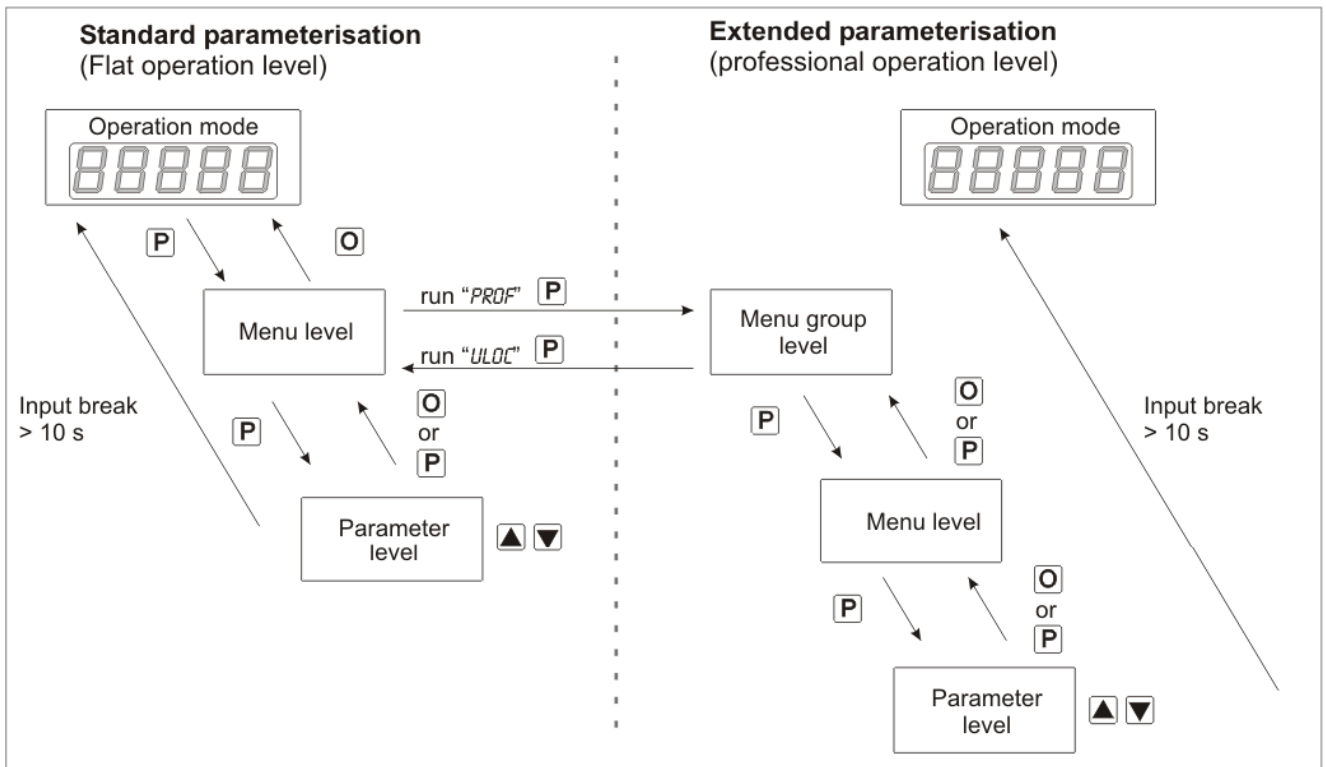 Standard parameterisation
(Flat operation level)
Operation mode
88888
P
O
Menu level
run "PROF" P
run "ULOC" P
Input break
> 10 s
P
O
or
P
Parameter
level
▲ ▼
Extended parameterisation
(professional operation level)
Operation mode
88888
Menu group
level
P
O
or
P
Input break
> 10 s
Menu level
P
O
or
P
Parameter
level
▲ ▼